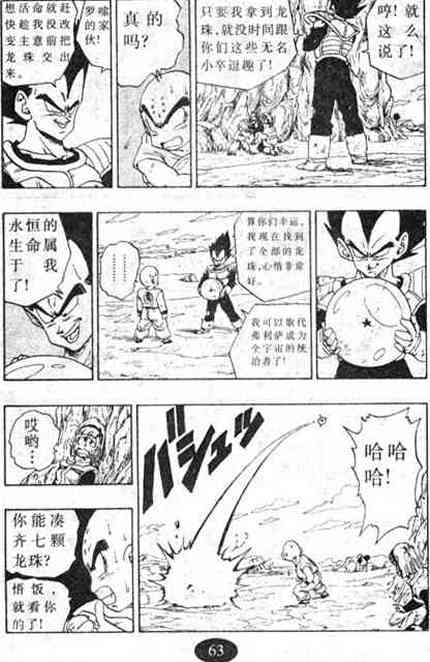 哼!就
这么
说了!
只要我拿到龙
珠,就没时间跟
你们这些无名
小卒逗趣了!
真的
吗?
罗嗦
的家
伙!
想活命就赶
快趁我没改
变主意前把
龙珠交出
来。
算你们幸运,
我现在找到
了全部的龙
珠,心情非常
好。
我可以取代
弗利萨成为
全宇宙的统
治者了!
………
永恒的
生命属
于我
了!
哈哈
哈!
バシュッ
哎
哟…
你能凑
齐七颗
龙珠?
悟饭,
就看你
的了!
63